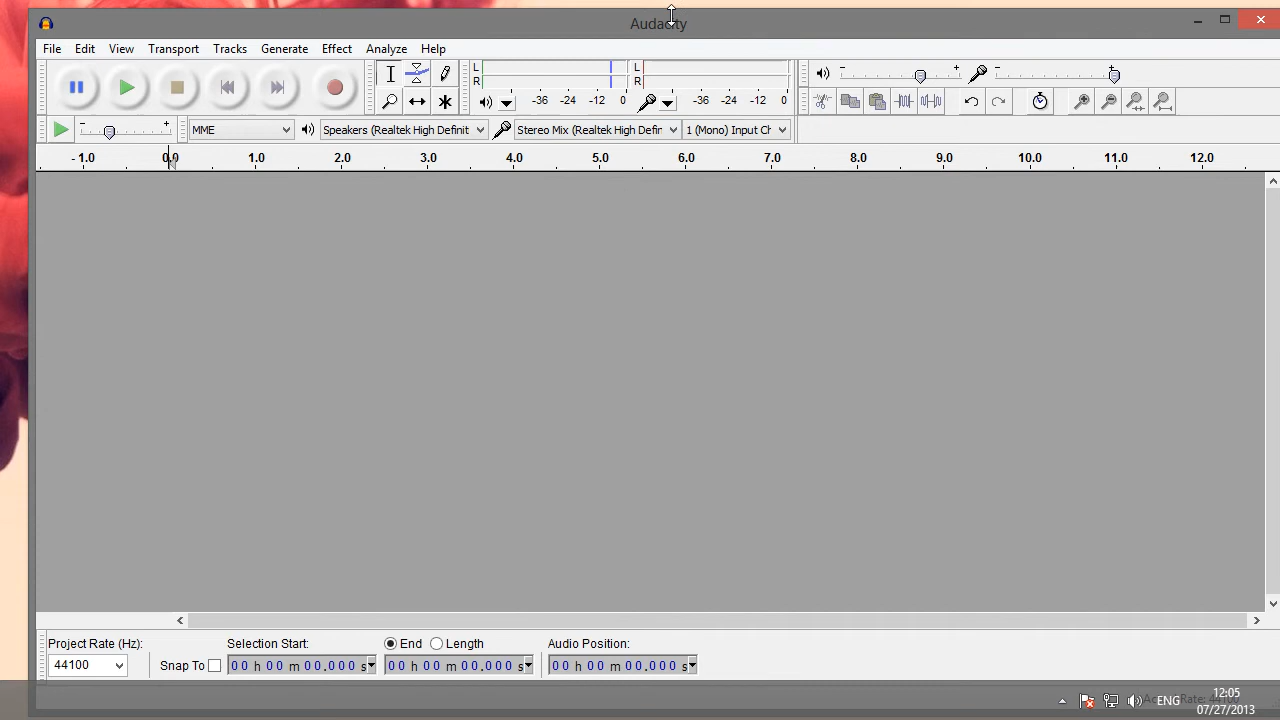 Audacity
File Edit View Transport Tracks Generate Effect Analyze Help
L L
R R
-36 -24 -12 0 -36 -24 -12 0
MME Speakers (Realtek High Definit Stereo Mix (Realtek High Defin 1 (Mono) Input Ch
- 1.0 0.0 1.0 2.0 3.0 4.0 5.0 6.0 7.0 8.0 9.0 10.0 11.0 12.0
Project Rate (Hz): Selection Start: End Length Audio Position:
44100 Snap To 00 h 00 m 00.000 s 00 h 00 m 00.000 s 00 h 00 m 00.000 s
12:05
ENG
07/27/2013